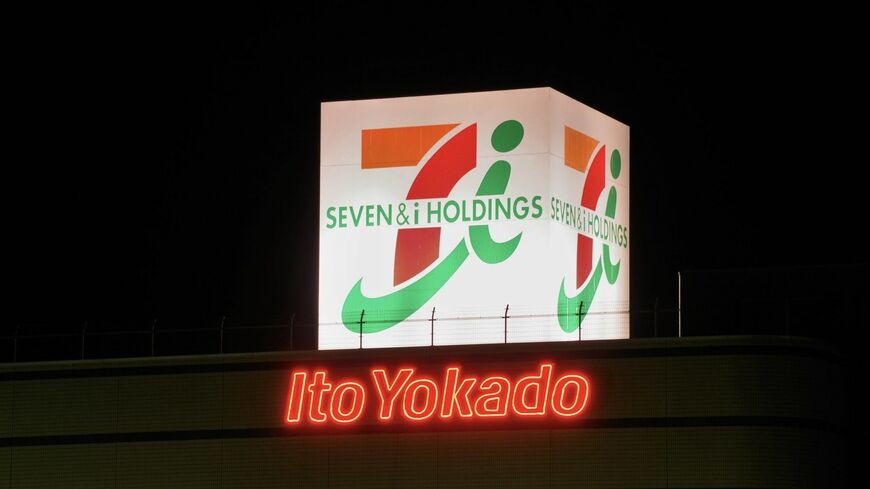 SEVEN & i HOLDINGS
SEVEN & i HOLDINGS
Ito Yokado